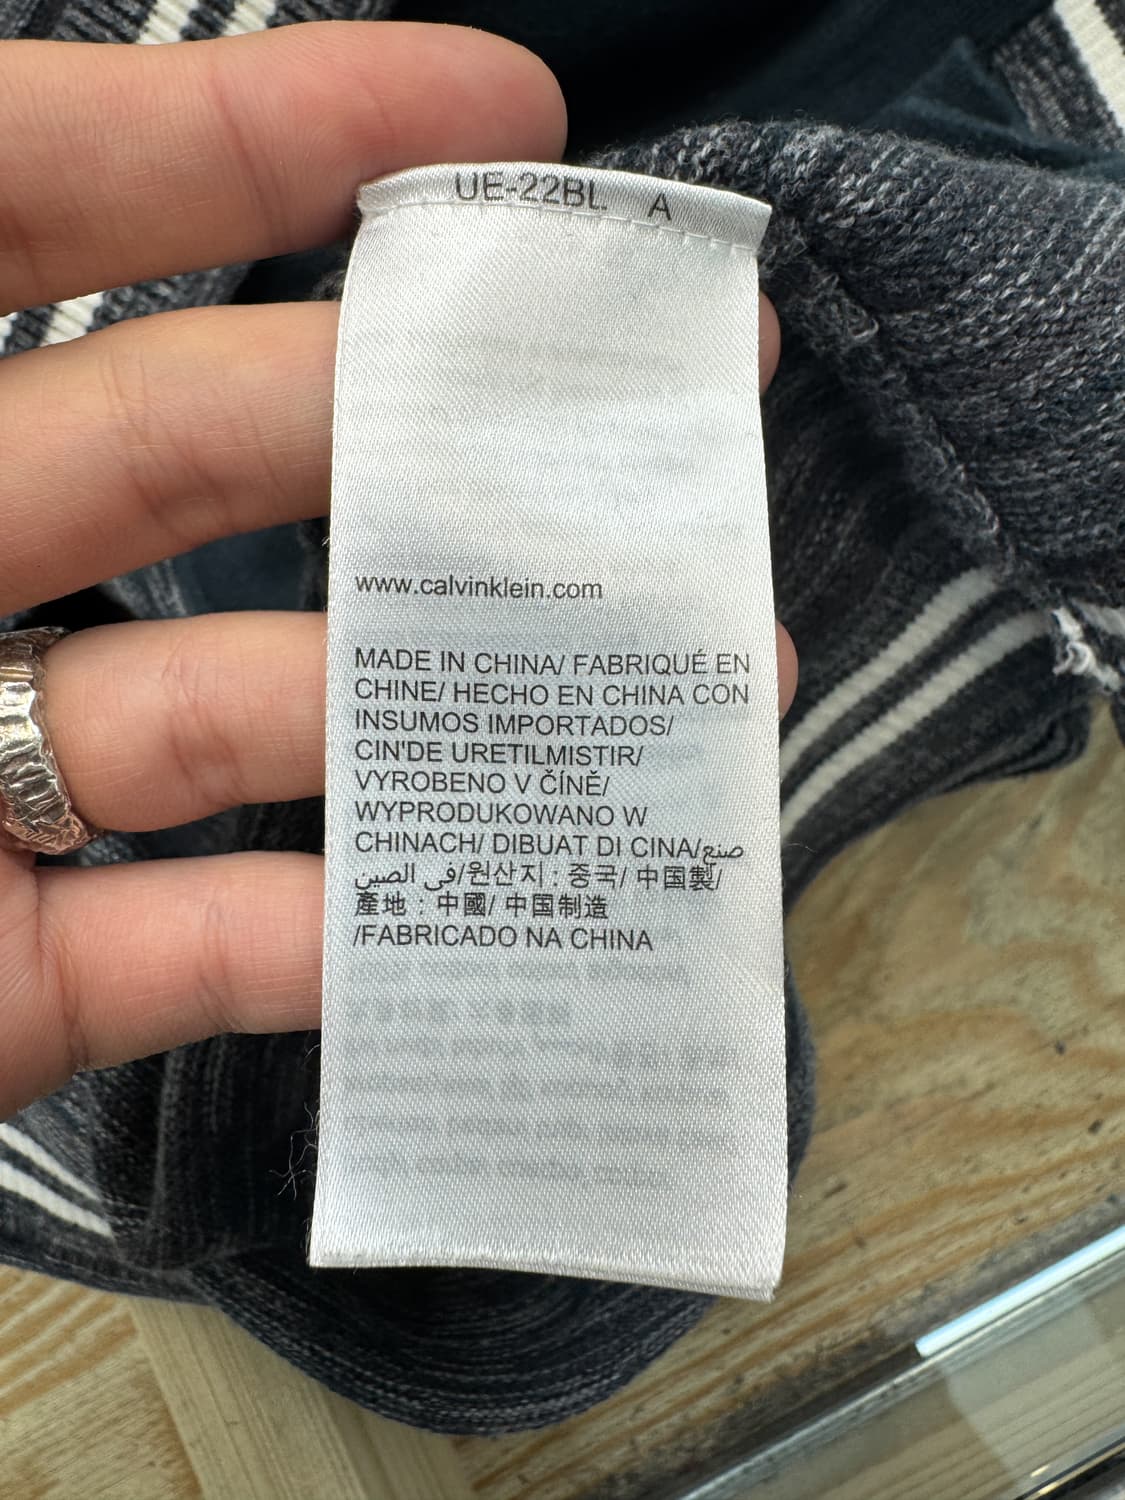 UE-22BL A
www.calvinklein.com
MADE IN CHINA/ FABRIQUÉ EN
CHINE/ HECHO EN CHINA CON
INSUMOS IMPORTADOS/
CIN'DE URETILMISTIR/
VYROBENO V ČÍNĚ/
WYPRODUKOWANO W
CHINACH/ DIBUAT DI CINA/صنع
في الصين/원산지 : 중국/ 中国製/
產地 : 中國/ 中国制造
/FABRICADO NA CHINA